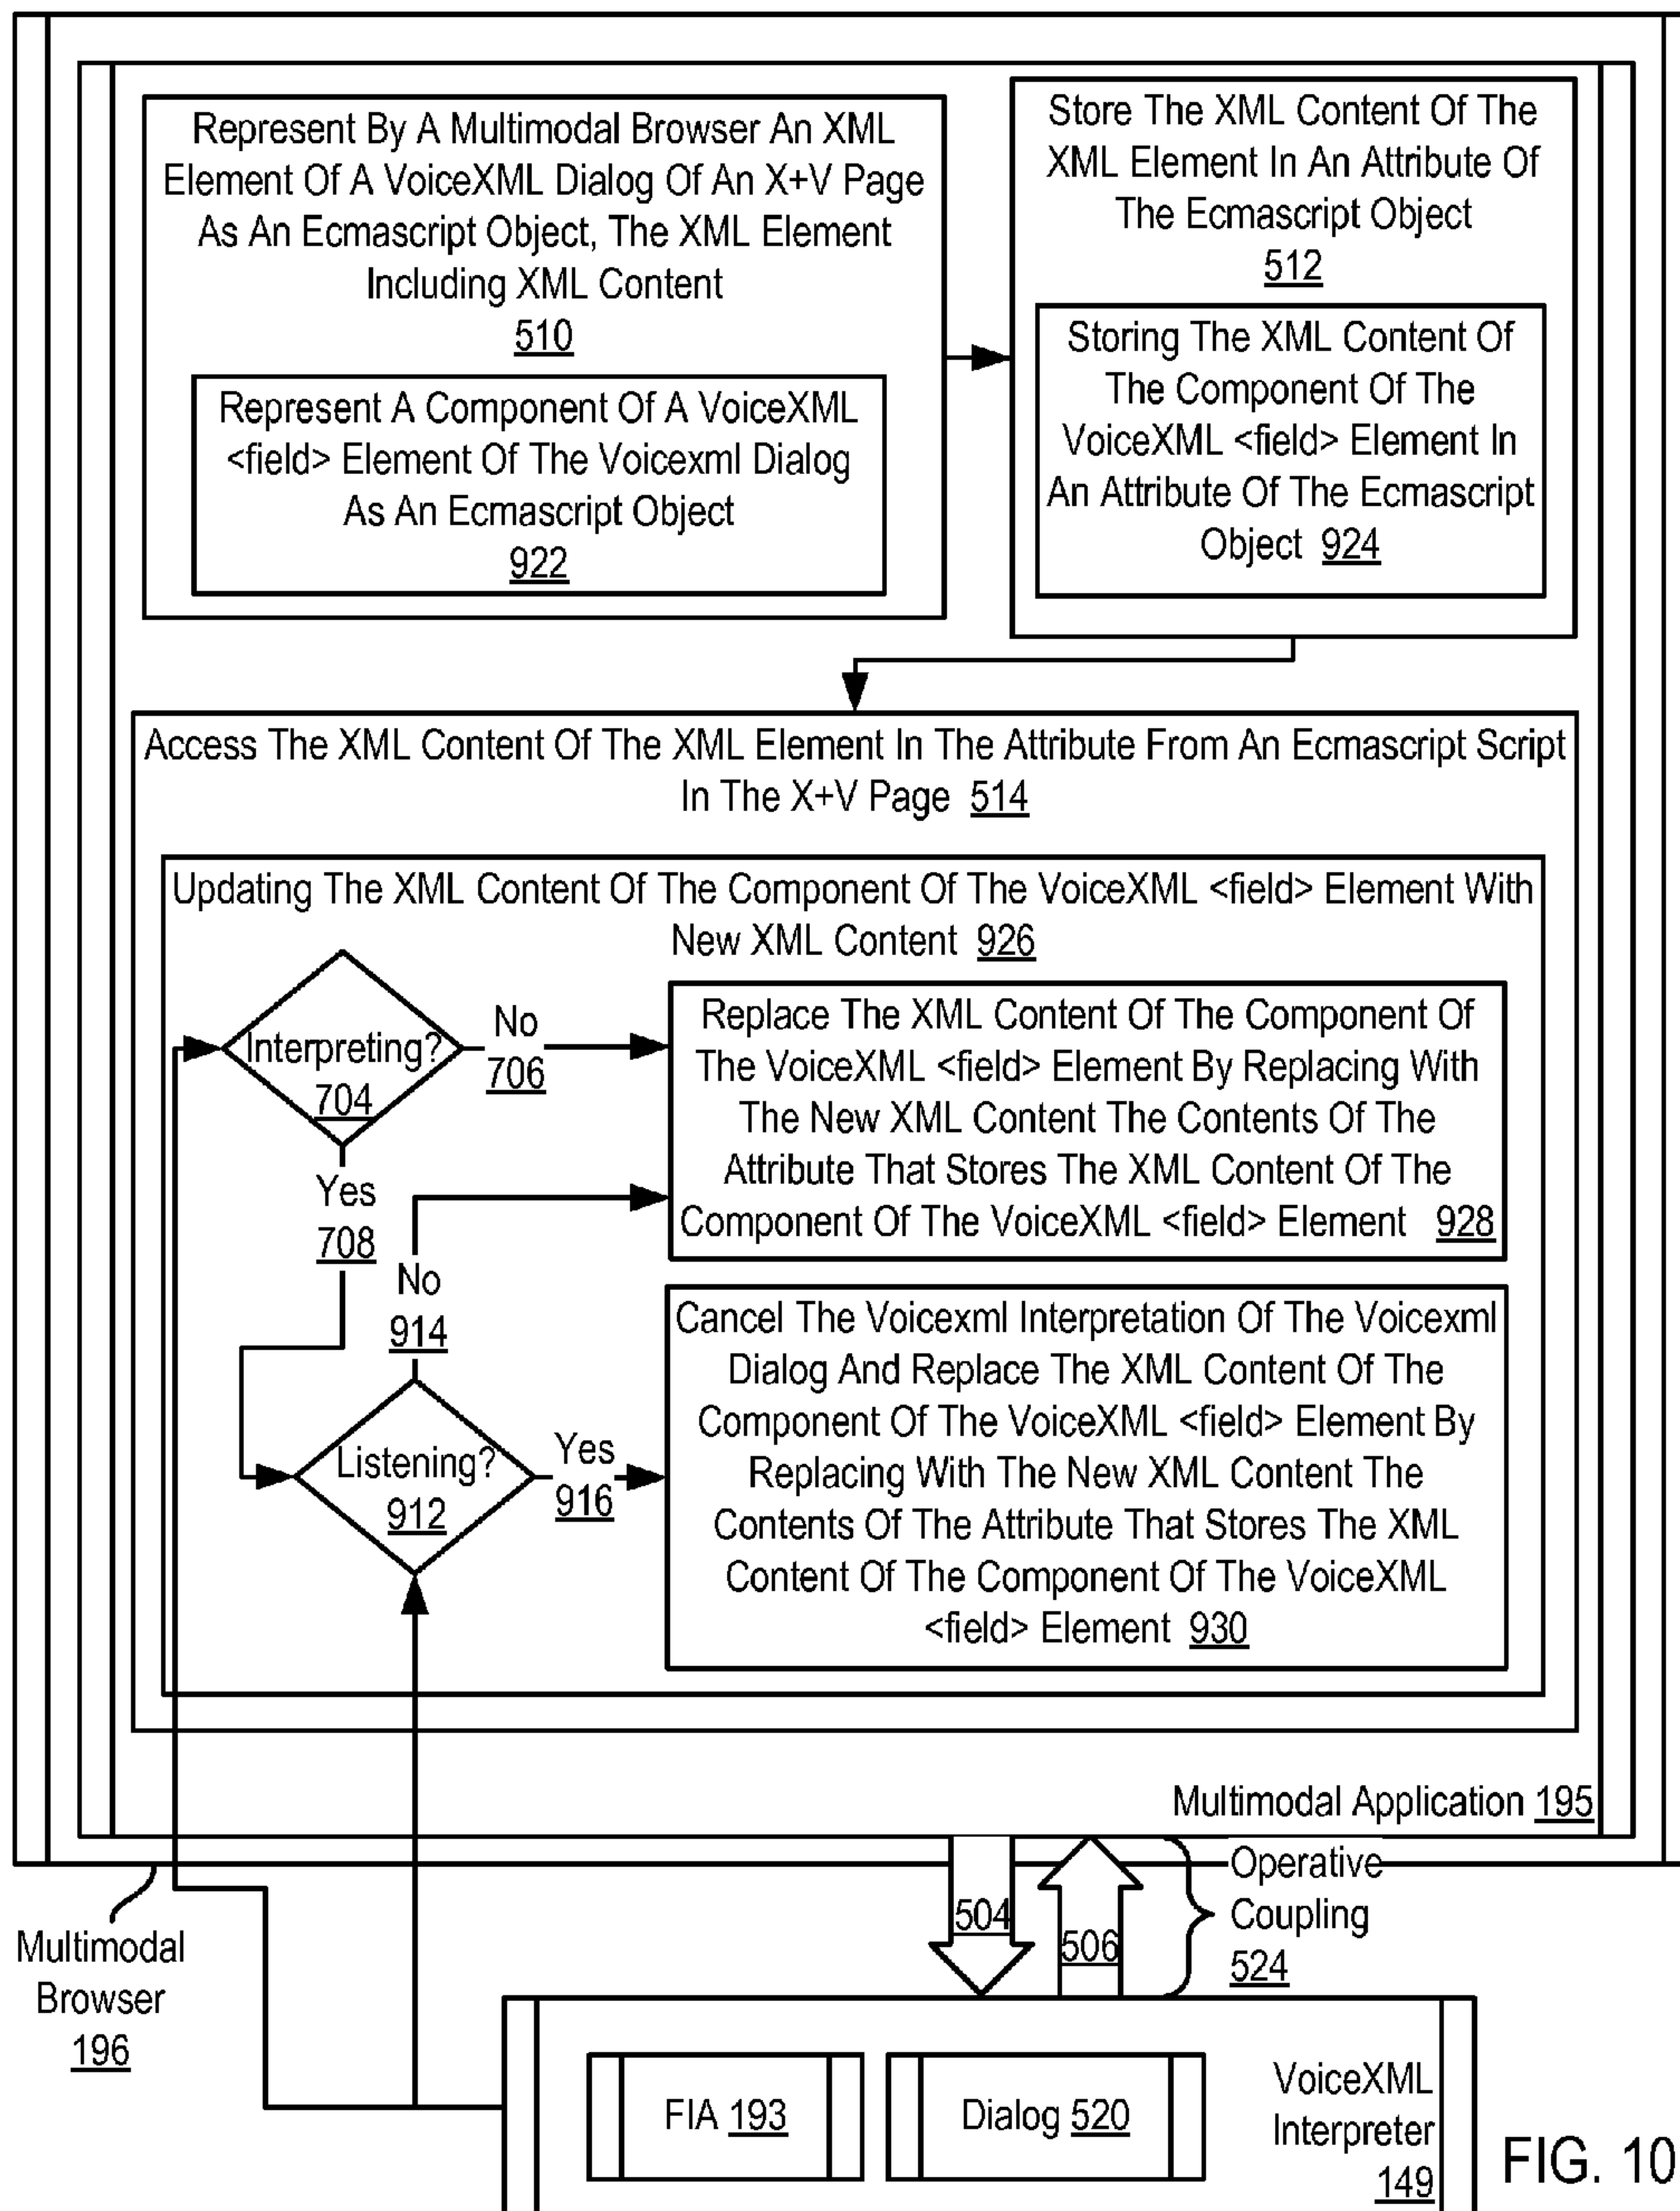 Represent By A Multimodal Browser An XML
Element Of A VoiceXML Dialog Of An X+V Page
As An Ecmascript Object, The XML Element
Including XML Content
510
Represent A Component Of A VoiceXML
<field> Element Of The Voicexml Dialog
As An Ecmascript Object
922
Store The XML Content Of The
XML Element In An Attribute Of
The Ecmascript Object
512
Storing The XML Content Of
The Component Of The
VoiceXML <field> Element In
An Attribute Of The Ecmascript
Object 924
Access The XML Content Of The XML Element In The Attribute From An Ecmascript Script
In The X+V Page 514
Updating The XML Content Of The Component Of The VoiceXML <field> Element With
New XML Content 926
Interpreting?
704
No
706
Yes
708
Replace The XML Content Of The Component Of
The VoiceXML <field> Element By Replacing With
The New XML Content The Contents Of The
Attribute That Stores The XML Content Of The
Component Of The VoiceXML <field> Element 928
No
914
Listening?
912
Yes
916
Cancel The Voicexml Interpretation Of The Voicexml
Dialog And Replace The XML Content Of The
Component Of The VoiceXML <field> Element By
Replacing With The New XML Content The
Contents Of The Attribute That Stores The XML
Content Of The Component Of The VoiceXML
<field> Element 930
Multimodal Application 195
Multimodal
Browser
196
504
506
Operative
Coupling
524
FIA 193
Dialog 520
VoiceXML
Interpreter
149
FIG. 10